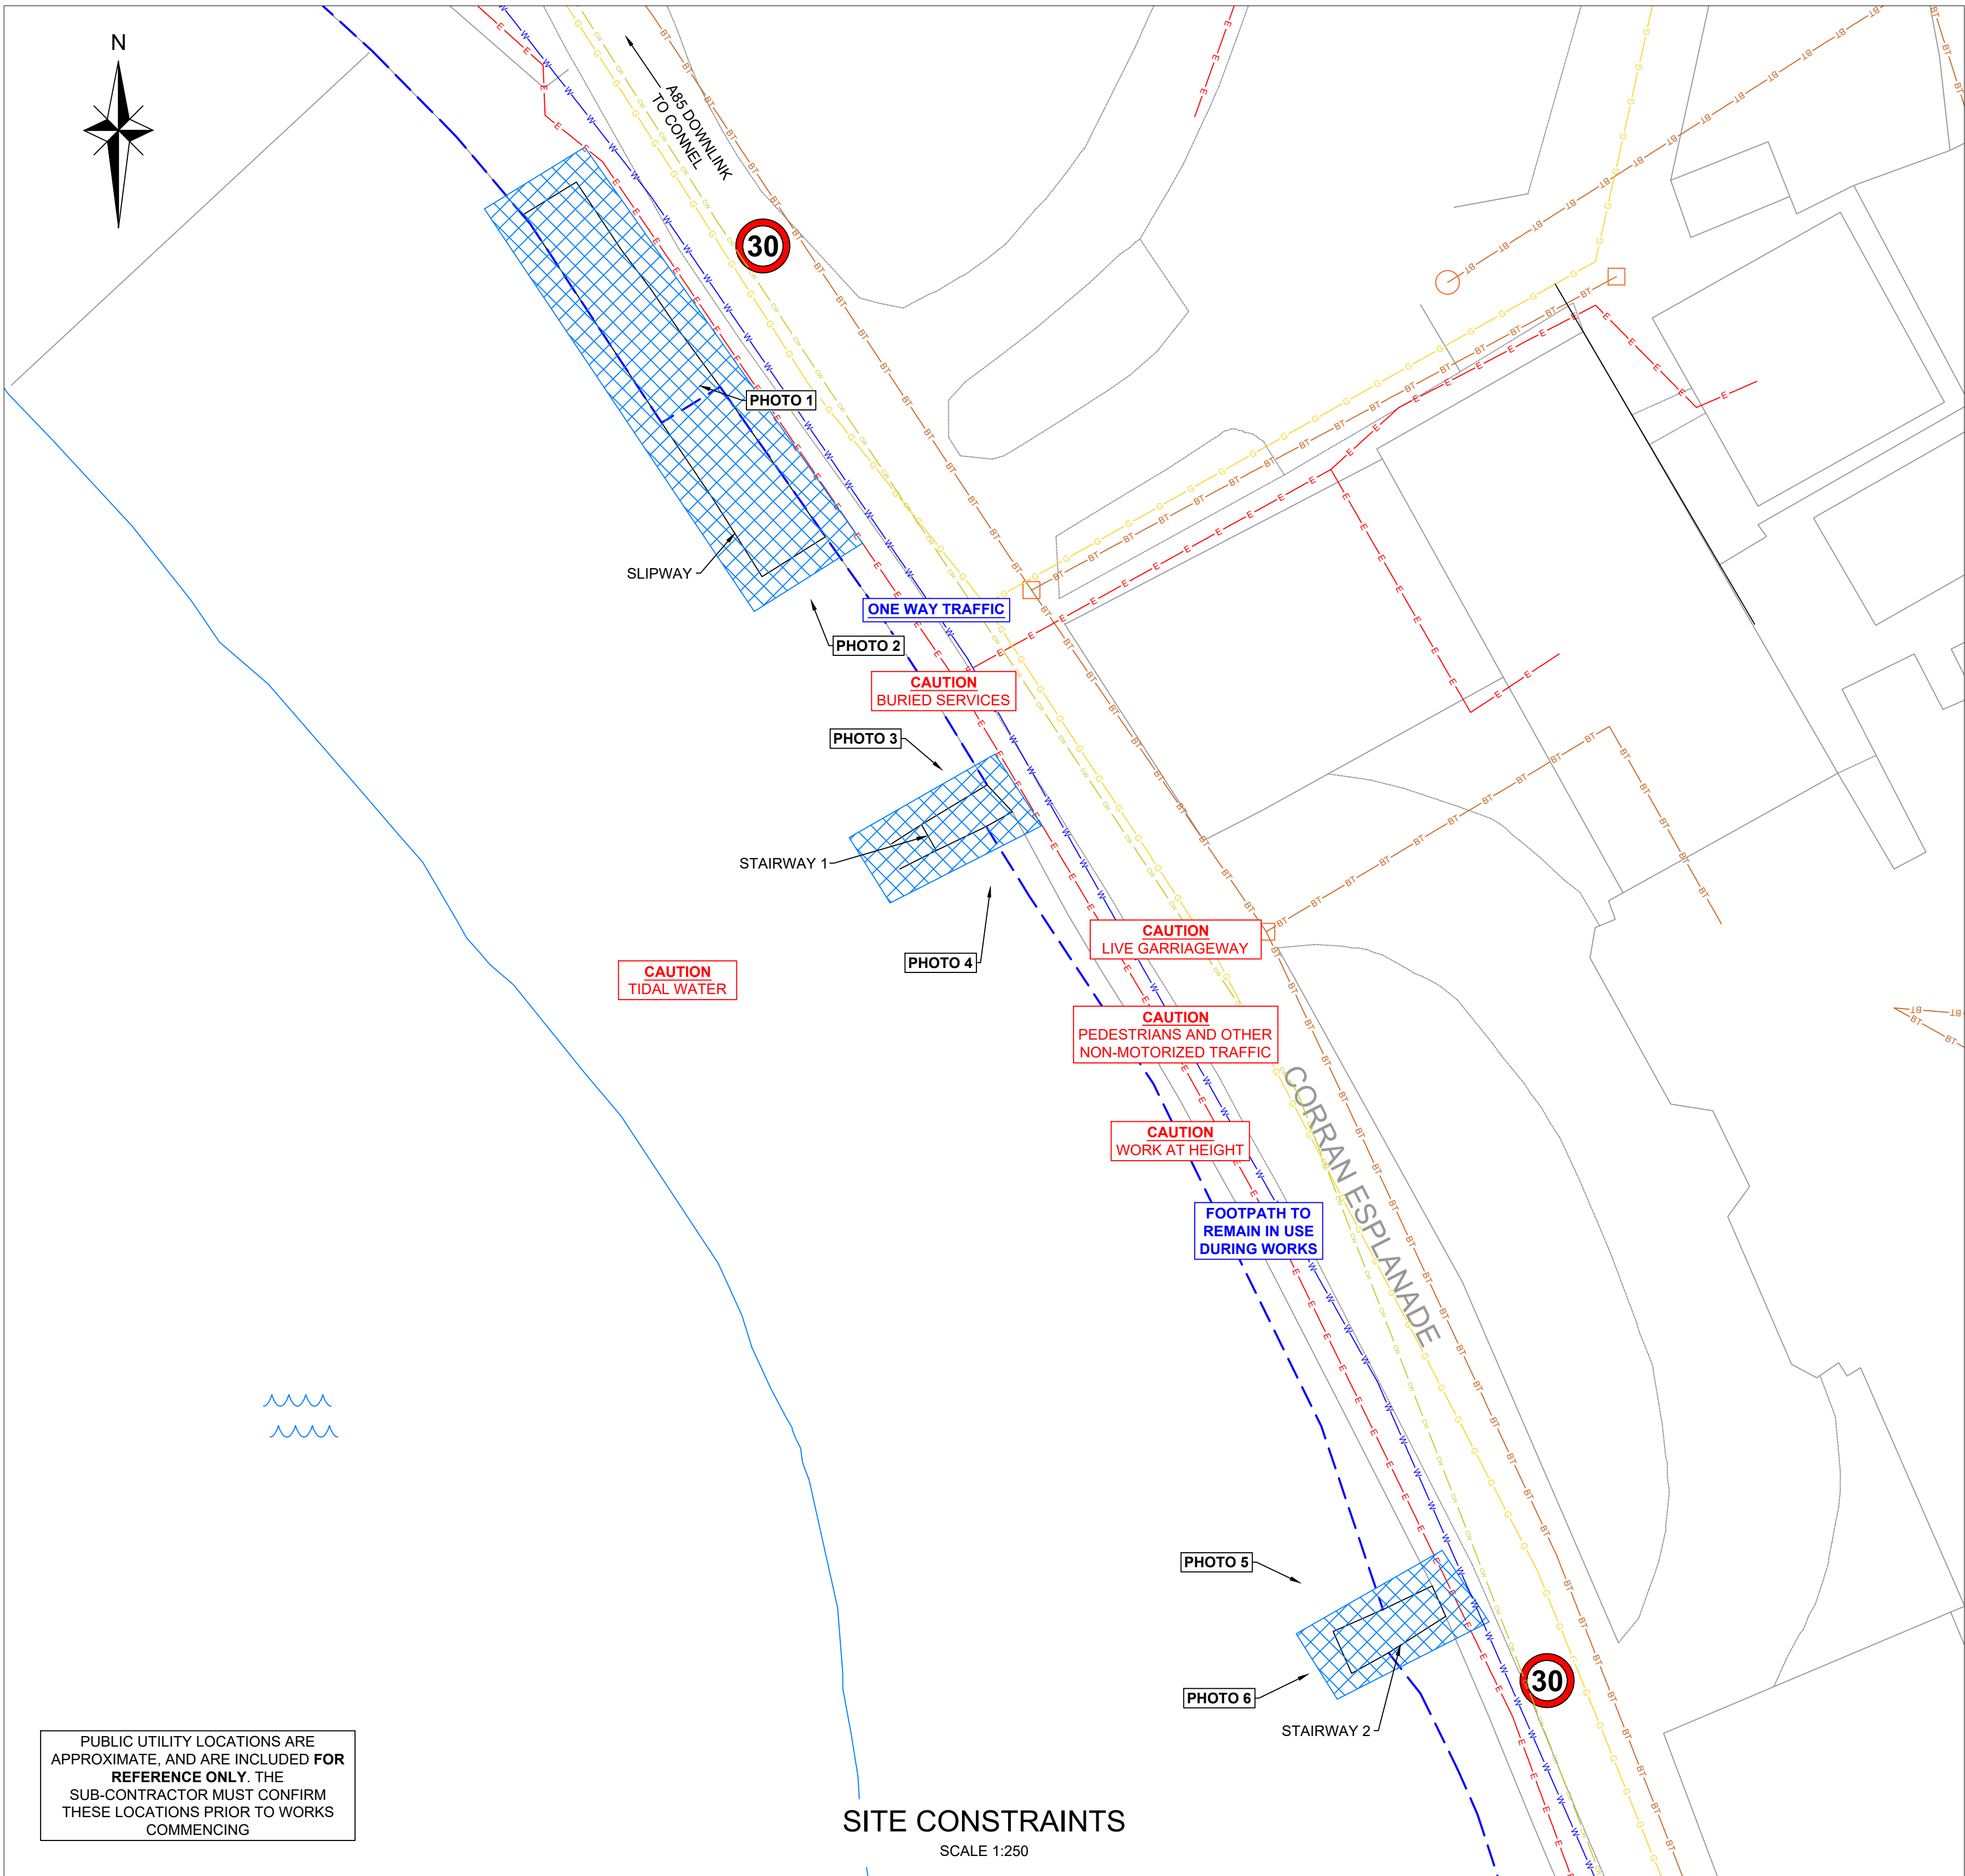 N
A85 DOWNLINK
TO CONNEL
30
PHOTO 1
SLIPWAY
ONE WAY TRAFFIC
PHOTO 2
CAUTION
BURIED SERVICES
PHOTO 3
STAIRWAY 1
CAUTION
LIVE GARRIAGEWAY
PHOTO 4
CAUTION
TIDAL WATER
CAUTION
PEDESTRIANS AND OTHER
NON-MOTORIZED TRAFFIC
CORRAN ESPLANADE
CAUTION
WORK AT HEIGHT
FOOTPATH TO
REMAIN IN USE
DURING WORKS
PHOTO 5
30
PHOTO 6
STAIRWAY 2
PUBLIC UTILITY LOCATIONS ARE
APPROXIMATE, AND ARE INCLUDED FOR
REFERENCE ONLY. THE
SUB-CONTRACTOR MUST CONFIRM
THESE LOCATIONS PRIOR TO WORKS
COMMENCING
SITE CONSTRAINTS
SCALE 1:250